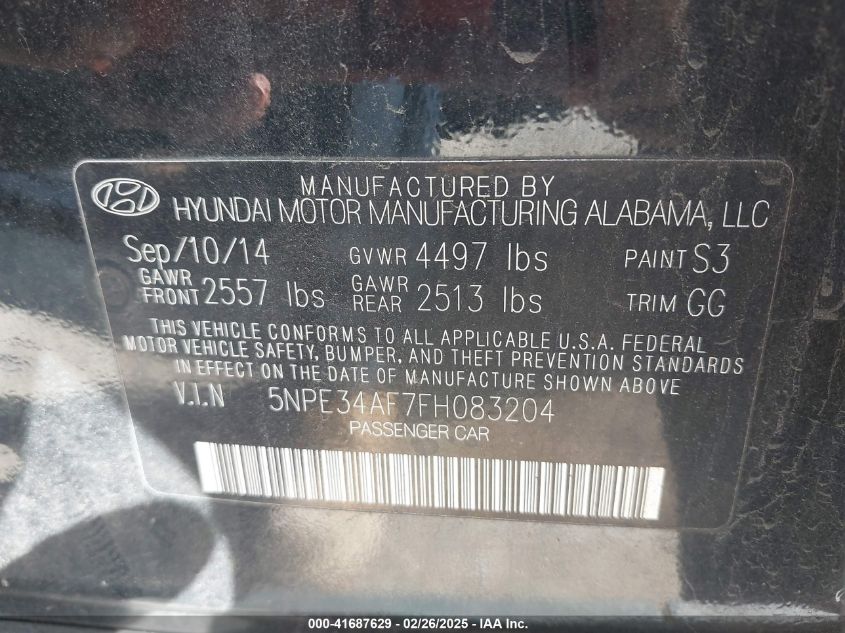 MANUFACTURED BY
HYUNDAI MOTOR MANUFACTURING ALABAMA, LLC
Sep/10/14 GVWR 4497 lbs PAINT S3
GAWR FRONT 2557 lbs GAWR REAR 2513 lbs TRIM GG
THIS VEHICLE CONFORMS TO ALL APPLICABLE U.S.A. FEDERAL
MOTOR VEHICLE SAFETY, BUMPER, AND THEFT PREVENTION STANDARDS
IN EFFECT ON THE DATE OF MANUFACTURE SHOWN ABOVE
V.I.N 5NPE34AF7FH083204
PASSENGER CAR
000-41687629 - 02/26/2025 - IAA Inc.